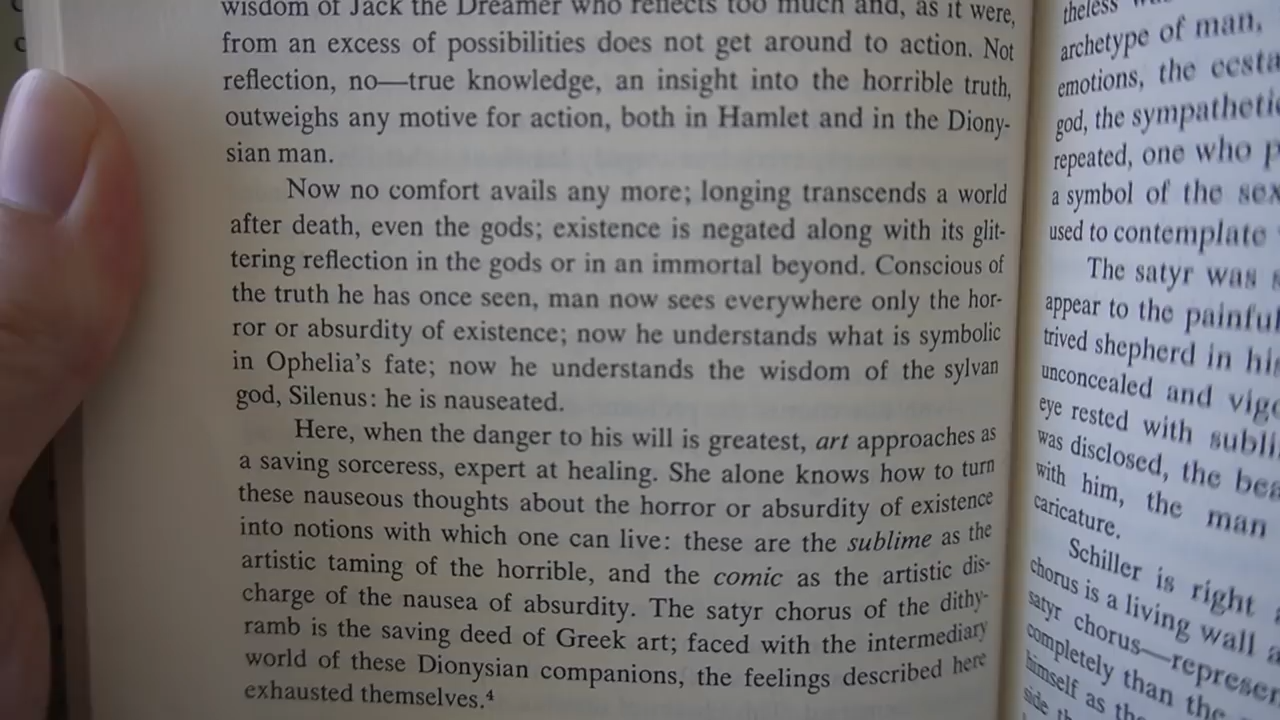 wisdom of Jack the Dreamer who reflects too much and, as it were,
from an excess of possibilities does not get around to action. Not
reflection, no—true knowledge, an insight into the horrible truth,
outweighs any motive for action, both in Hamlet and in the Diony-
sian man.
Now no comfort avails any more; longing transcends a world
after death, even the gods; existence is negated along with its glit-
tering reflection in the gods or in an immortal beyond. Conscious of
the truth he has once seen, man now sees everywhere only the hor-
ror or absurdity of existence; now he understands what is symbolic
in Ophelia's fate; now he understands the wisdom of the sylvan
god, Silenus: he is nauseated.
Here, when the danger to his will is greatest, art approaches as
a saving sorceress, expert at healing. She alone knows how to turn
these nauseous thoughts about the horror or absurdity of existence
into notions with which one can live: these are the sublime as the
artistic taming of the horrible, and the comic as the artistic dis-
charge of the nausea of absurdity. The satyr chorus of the dithy-
ramb is the saving deed of Greek art; faced with the intermediary
world of these Dionysian companions, the feelings described here
exhausted themselves.⁴
theless
archetype of man,
emotions, the
god, the
repeated, one who
a symbol of the
used to contemplate
The satyr was
appear to the
trived shepherd in
unconcealed and
eye rested with
was disclosed, the
with him, the man
caricature.
Schiller is right
chorus is a living wall
satyr chorus—
completely than the
himself as the
side